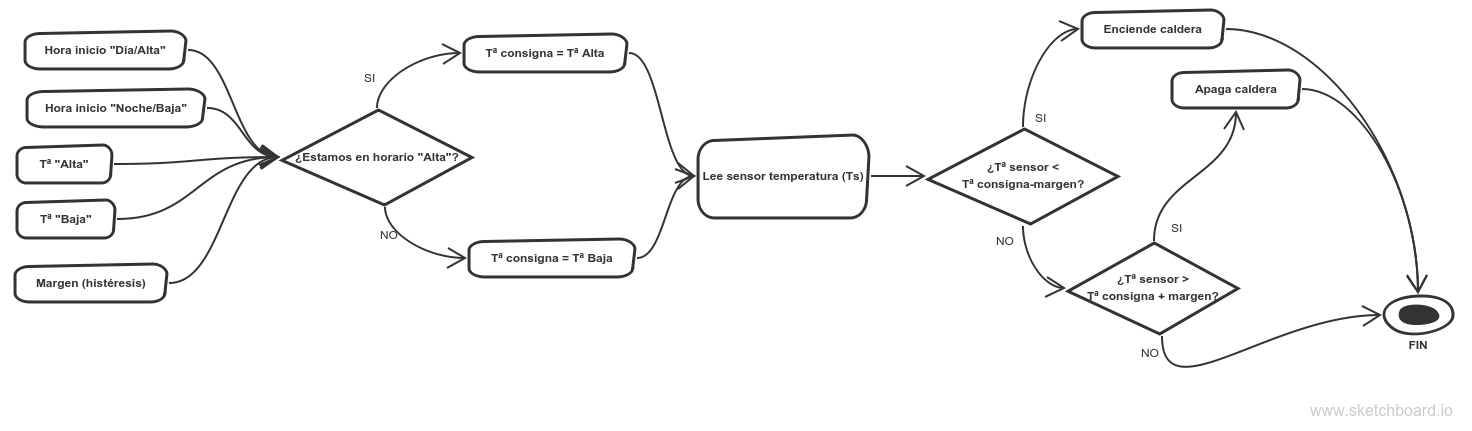 Hora inicio "Día/Alta"
Hora inicio "Noche/Baja"
Tª "Alta"
Tª "Baja"
Margen (histéresis)
¿Estamos en horario "Alta"?
SI
NO
Tª consigna = Tª Alta
Tª consigna = Tª Baja
Lee sensor temperatura (Ts)
¿Tª sensor <
Tª consigna-margen?
SI
NO
Enciende caldera
¿Tª sensor >
Tª consigna + margen?
SI
NO
Apaga caldera
FIN
www.sketchboard.io